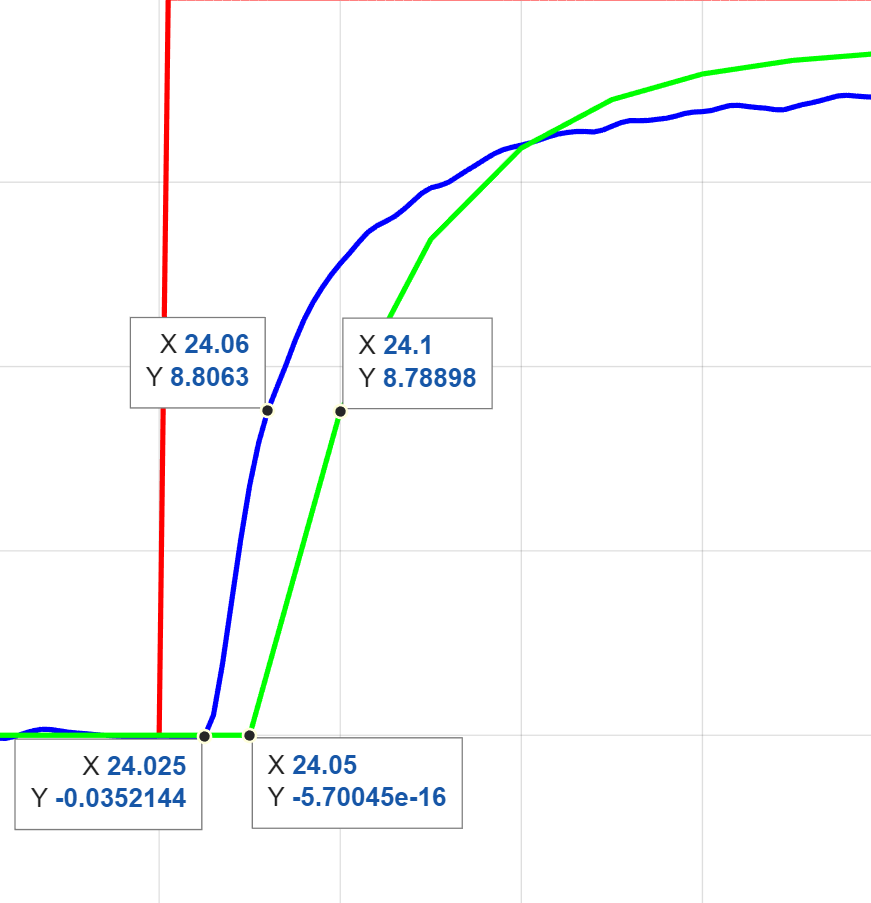 X 24.06
Y 8.8063
X 24.1
Y 8.78898
X 24.025
Y -0.0352144
X 24.05
Y -5.70045e-16